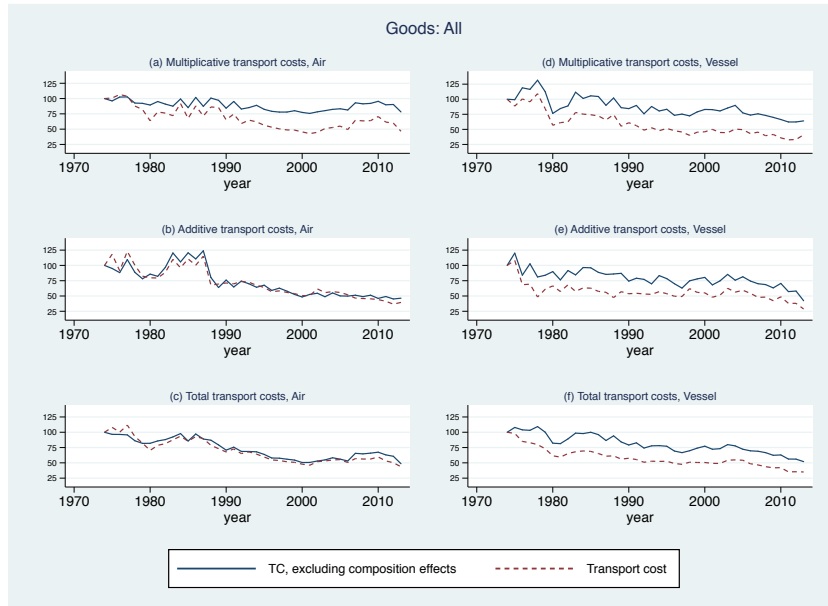 Goods: All
(a) Multiplicative transport costs, Air
125
100
75
50
25
1970 1980 1990 2000 2010
year
(d) Multiplicative transport costs, Vessel
125
100
75
50
25
1970 1980 1990 2000 2010
year
(b) Additive transport costs, Air
125
100
75
50
25
1970 1980 1990 2000 2010
year
(e) Additive transport costs, Vessel
125
100
75
50
25
1970 1980 1990 2000 2010
year
(c) Total transport costs, Air
125
100
75
50
25
1970 1980 1990 2000 2010
year
(f) Total transport costs, Vessel
125
100
75
50
25
1970 1980 1990 2000 2010
year
TC, excluding composition effects Transport cost